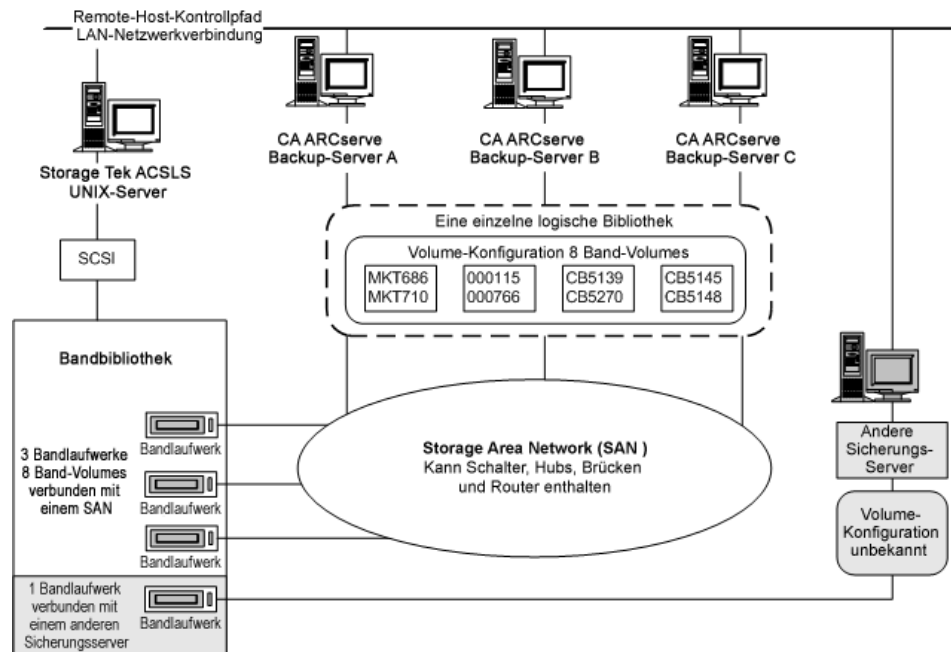 Remote-Host-Kontrollpfad
LAN-Netzwerkverbindung
Storage Tek ACSLS
UNIX-Server
CA ARCserve
Backup-Server A
CA ARCserve
Backup-Server B
CA ARCserve
Backup-Server C
SCSI
Eine einzelne logische Bibliothek
Volume-Konfiguration 8 Band-Volumes
MKT686
MKT710
000115
000766
CB5139
CB5270
CB5145
CB5148
Bandbibliothek
3 Bandlaufwerke
8 Band-Volumes
verbunden mit
einem SAN
Bandlaufwerk
Bandlaufwerk
Bandlaufwerk
1 Bandlaufwerk
verbunden mit
einem anderen
Sicherungsserver
Bandlaufwerk
Storage Area Network (SAN )
Kann Schalter, Hubs, Brücken
und Router enthalten
Andere
Sicherungs-
Server
Volume-
Konfiguration
unbekannt